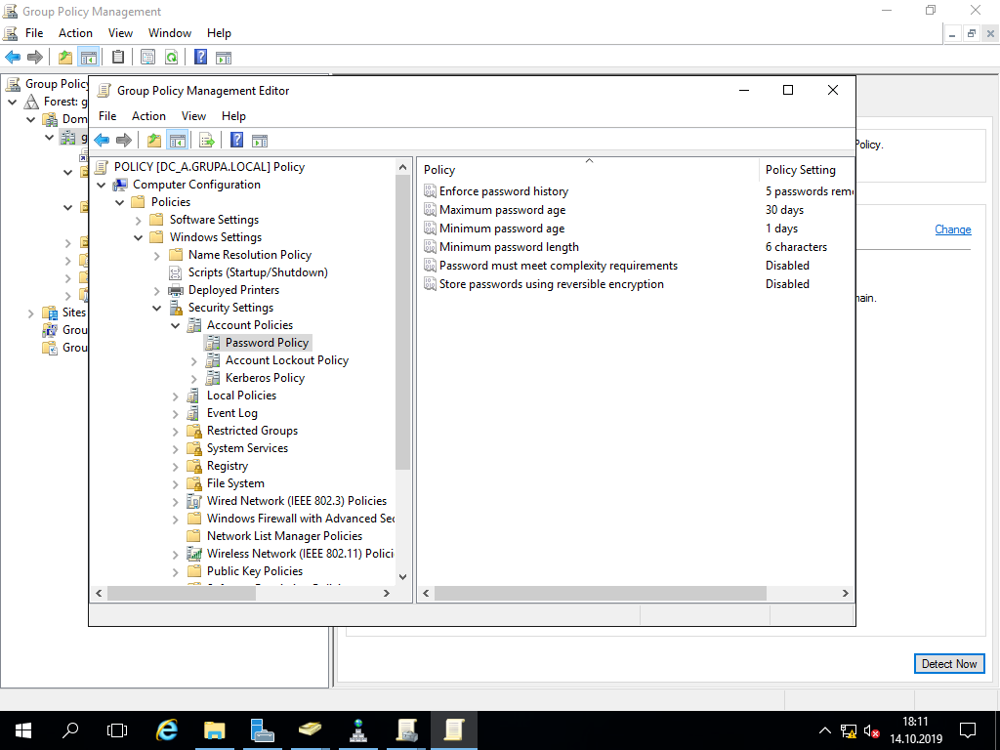 Group Policy Management
File Action View Window Help
Group Policy
Forest: g
Dom
g
Sites
Grou
Grou
Policy.
Change
main.
Detect Now
Group Policy Management Editor
File Action View Help
POLICY [DC_A.GRUPA.LOCAL] Policy
Computer Configuration
Policies
Software Settings
Windows Settings
Name Resolution Policy
Scripts (Startup/Shutdown)
Deployed Printers
Security Settings
Account Policies
Password Policy
Account Lockout Policy
Kerberos Policy
Local Policies
Event Log
Restricted Groups
System Services
Registry
File System
Wired Network (IEEE 802.3) Policies
Windows Firewall with Advanced Sec
Network List Manager Policies
Wireless Network (IEEE 802.11) Polici
Public Key Policies
Policy Policy Setting
Enforce password history 5 passwords reme
Maximum password age 30 days
Minimum password age 1 days
Minimum password length 6 characters
Password must meet complexity requirements Disabled
Store passwords using reversible encryption Disabled
18:11
14.10.2019